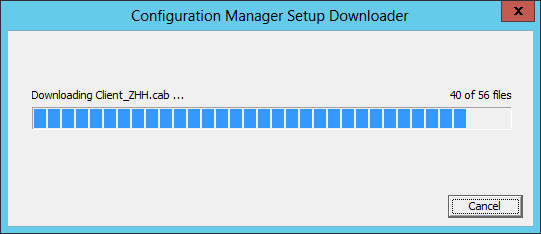 Configuration Manager Setup Downloader
x
Downloading Client_ZHH.cab ... 40 of 56 files
Cancel